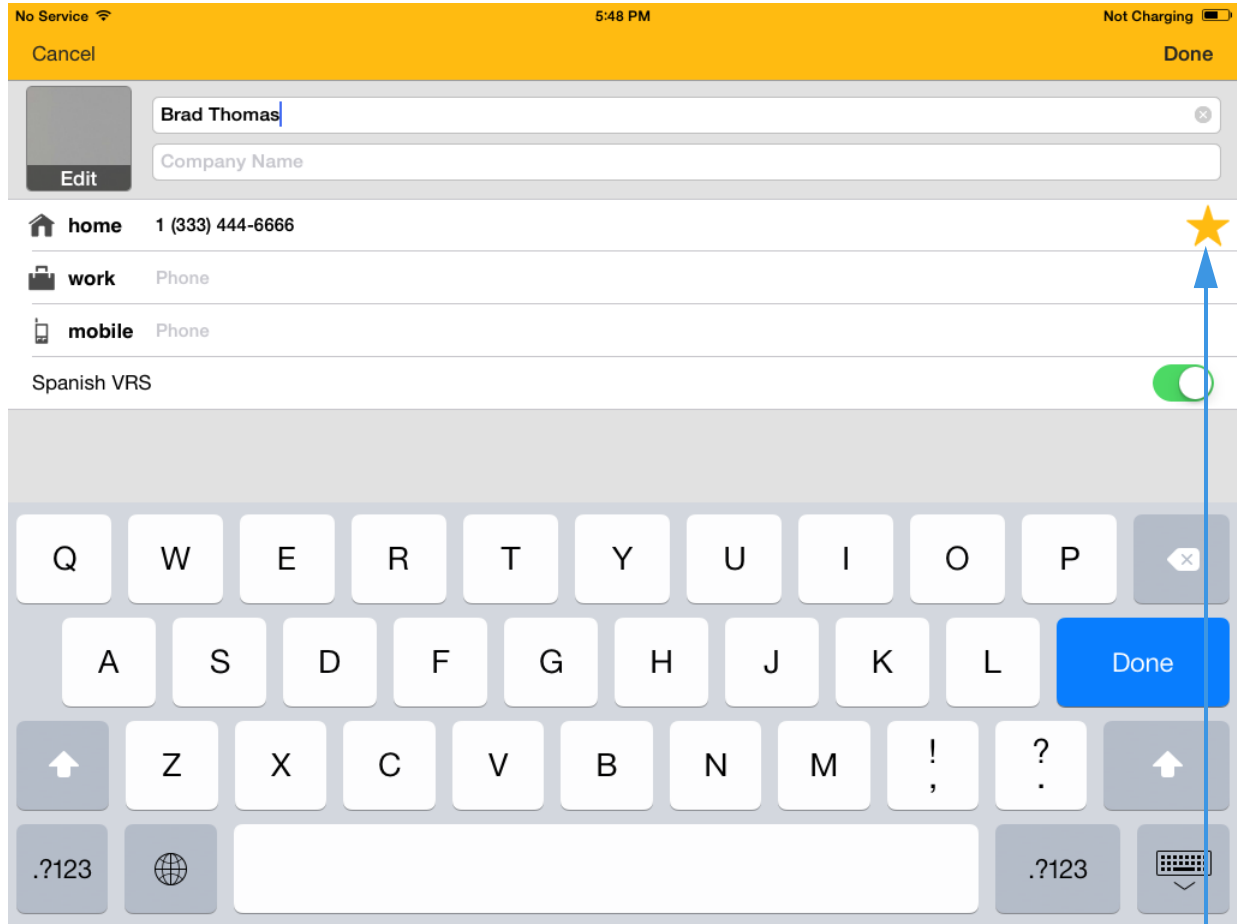 No Service 5:48 PM Not Charging
Cancel Done
Brad Thomas
Company Name
Edit
home 1 (333) 444-6666
work Phone
mobile Phone
Spanish VRS
Q W E R T Y U I O P
A S D F G H J K L Done
Z X C V B N M ! , ? .
.?123 .?123